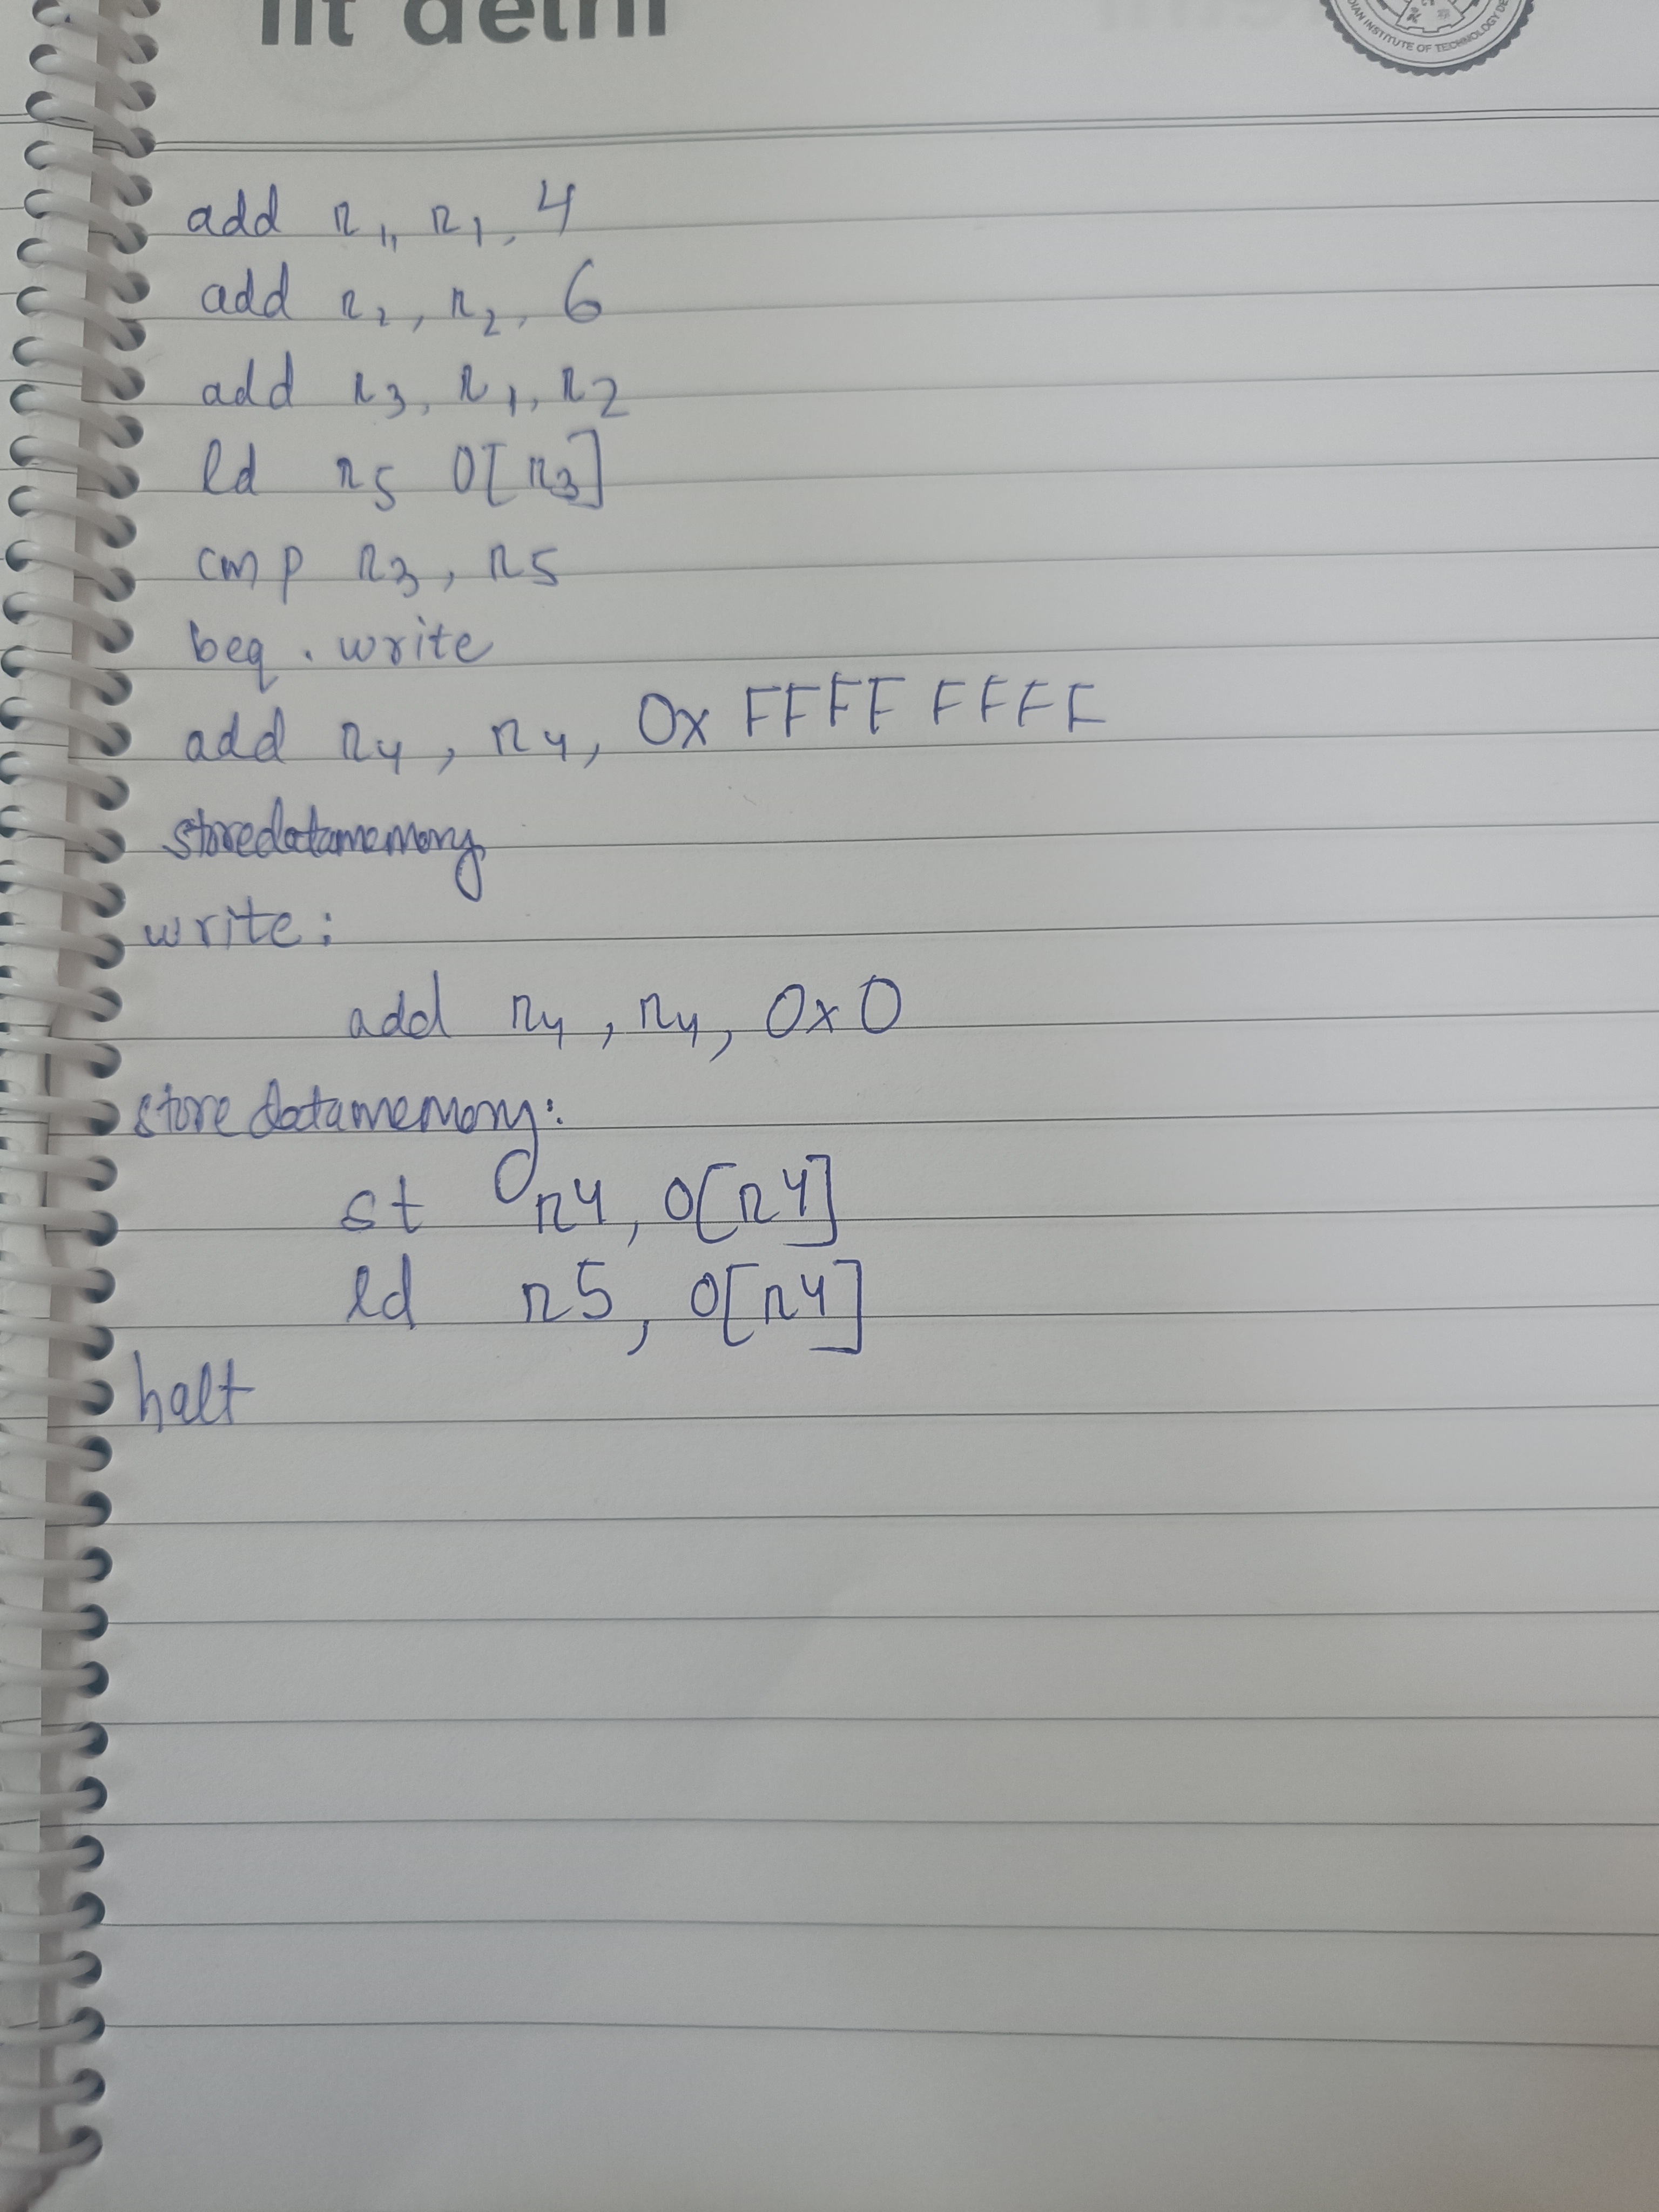 iit delhi
INDIAN INSTITUTE OF TECHNOLOGY DE
add r1, r1, 4
add r2, r2, 6
add r3, r1, r2
ld r5 0[r3]
cmp r3, r5
beq . write
add r4, r4, 0x FFFF FFFF
storedatamemory
write:
add r4, r4, 0x0
store datamemory:
st r4, 0[r4]
ld r5, 0[r4]
halt